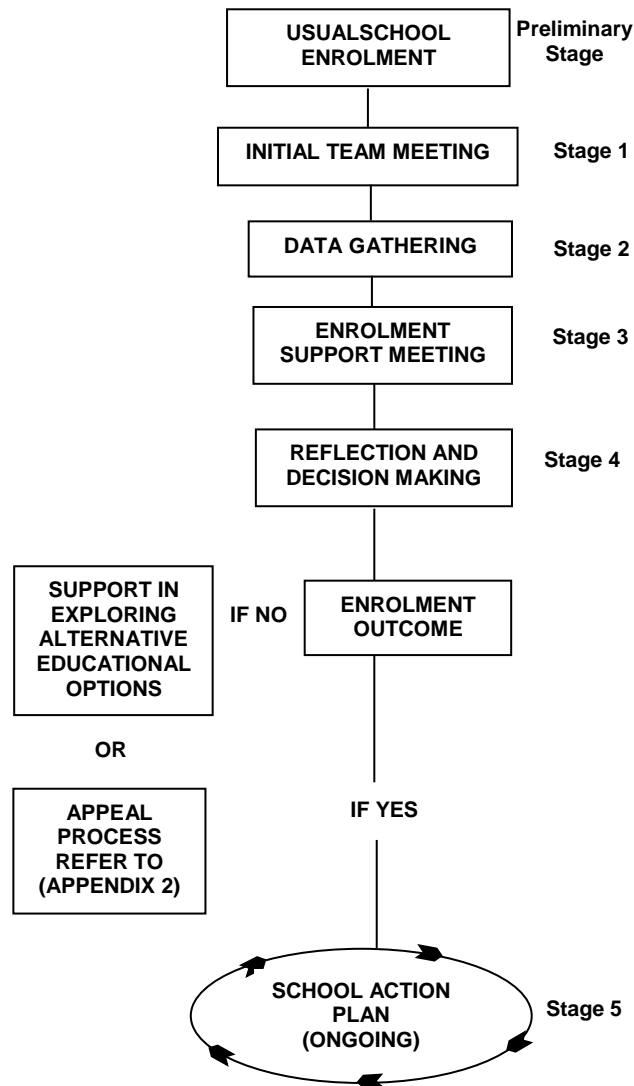 USUALSCHOOL
ENROLMENT
Preliminary
Stage
INITIAL TEAM MEETING
Stage 1
DATA GATHERING
Stage 2
ENROLMENT
SUPPORT MEETING
Stage 3
REFLECTION AND
DECISION MAKING
Stage 4
SUPPORT IN
EXPLORING
ALTERNATIVE
EDUCATIONAL
OPTIONS
IF NO
ENROLMENT
OUTCOME
OR
APPEAL
PROCESS
REFER TO
(APPENDIX 2)
IF YES
SCHOOL ACTION
PLAN
(ONGOING)
Stage 5